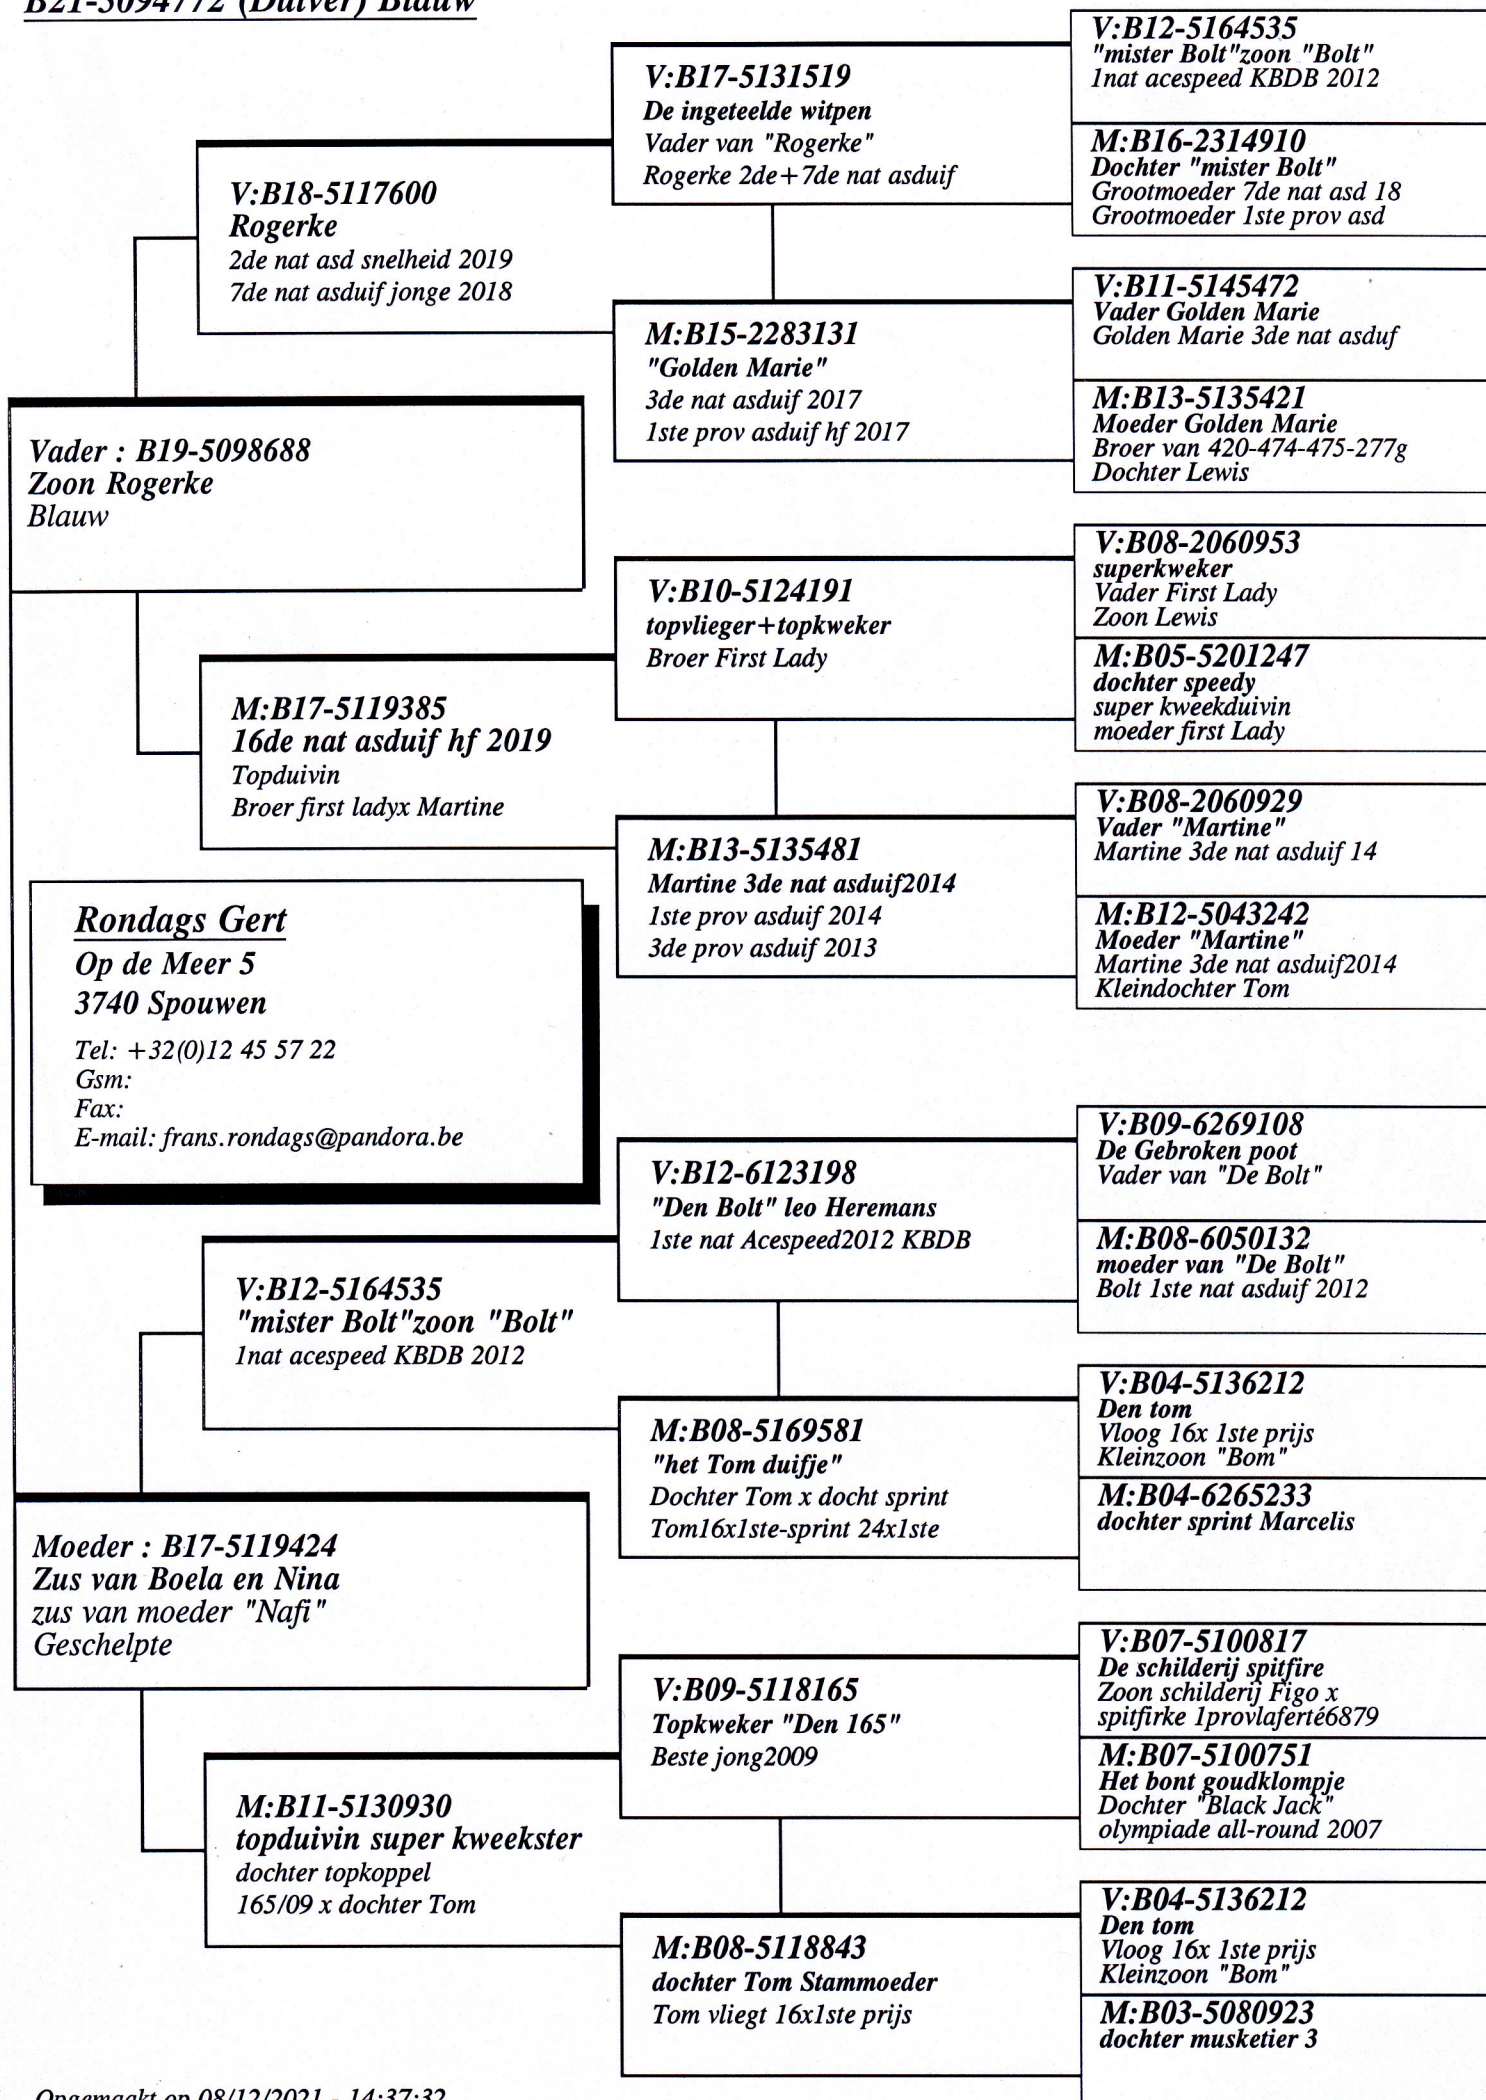 B21-5094772 (Duiver) Blauw
V:B18-5117600
Rogerke
2de nat asd snelheid 2019
7de nat asduif jonge 2018
V:B17-5131519
De ingeteelde witpen
Vader van "Rogerke"
Rogerke 2de+7de nat asduif
V:B12-5164535
"mister Bolt"zoon "Bolt"
1nat acespeed KBDB 2012
M:B16-2314910
Dochter "mister Bolt"
Grootmoeder 7de nat asd 18
Grootmoeder 1ste prov asd
M:B15-2283131
"Golden Marie"
3de nat asduif 2017
1ste prov asduif hf 2017
V:B11-5145472
Vader Golden Marie
Golden Marie 3de nat asduf
M:B13-5135421
Moeder Golden Marie
Broer van 420-474-475-277g
Dochter Lewis
Vader : B19-5098688
Zoon Rogerke
Blauw
M:B17-5119385
16de nat asduif hf 2019
Topduivin
Broer first ladyx Martine
V:B10-5124191
topvlieger+topkweker
Broer First Lady
V:B08-2060953
superkweker
Vader First Lady
Zoon Lewis
M:B05-5201247
dochter speedy
super kweekduivin
moeder first Lady
M:B13-5135481
Martine 3de nat asduif2014
1ste prov asduif 2014
3de prov asduif 2013
V:B08-2060929
Vader "Martine"
Martine 3de nat asduif 14
M:B12-5043242
Moeder "Martine"
Martine 3de nat asduif2014
Kleindochter Tom
Rondags Gert
Op de Meer 5
3740 Spouwen
Tel: +32(0)12 45 57 22
Gsm:
Fax:
E-mail: frans.rondags@pandora.be
V:B12-5164535
"mister Bolt"zoon "Bolt"
1nat acespeed KBDB 2012
V:B12-6123198
"Den Bolt" leo Heremans
1ste nat Acespeed2012 KBDB
V:B09-6269108
De Gebroken poot
Vader van "De Bolt"
M:B08-6050132
moeder van "De Bolt"
Bolt 1ste nat asduif 2012
M:B08-5169581
"het Tom duifje"
Dochter Tom x docht sprint
Tom16x1ste-sprint 24x1ste
V:B04-5136212
Den tom
Vloog 16x 1ste prijs
Kleinzoon "Bom"
M:B04-6265233
dochter sprint Marcelis
Moeder : B17-5119424
Zus van Boela en Nina
zus van moeder "Nafi"
Geschelpte
M:B11-5130930
topduivin super kweekster
dochter topkoppel
165/09 x dochter Tom
V:B09-5118165
Topkweker "Den 165"
Beste jong2009
V:B07-5100817
De schilderij spitfire
Zoon schilderij Figo x
spitfirke 1provlaferté6879
M:B07-5100751
Het bont goudklompje
Dochter "Black Jack"
olympiade all-round 2007
M:B08-5118843
dochter Tom Stammoeder
Tom vliegt 16x1ste prijs
V:B04-5136212
Den tom
Vloog 16x 1ste prijs
Kleinzoon "Bom"
M:B03-5080923
dochter musketier 3
Opgemaakt op 08/12/2021 - 14:37:32